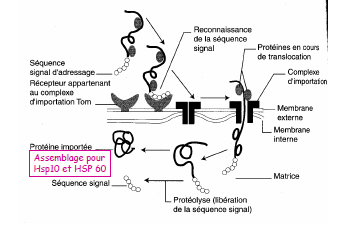 Reconnaissance
de la séquence
signal
Protéines en cours
de translocation
Séquence
signal d'adressage
Récepteur appartenant
au complexe
d'importation Tom
Complexe
d'importation
Membrane
externe
Membrane
interne
Protéine importée
Assemblage pour
Hsp10 et HSP 60
Séquence signal
Matrice
Protéolyse (libération
de la séquence signal)